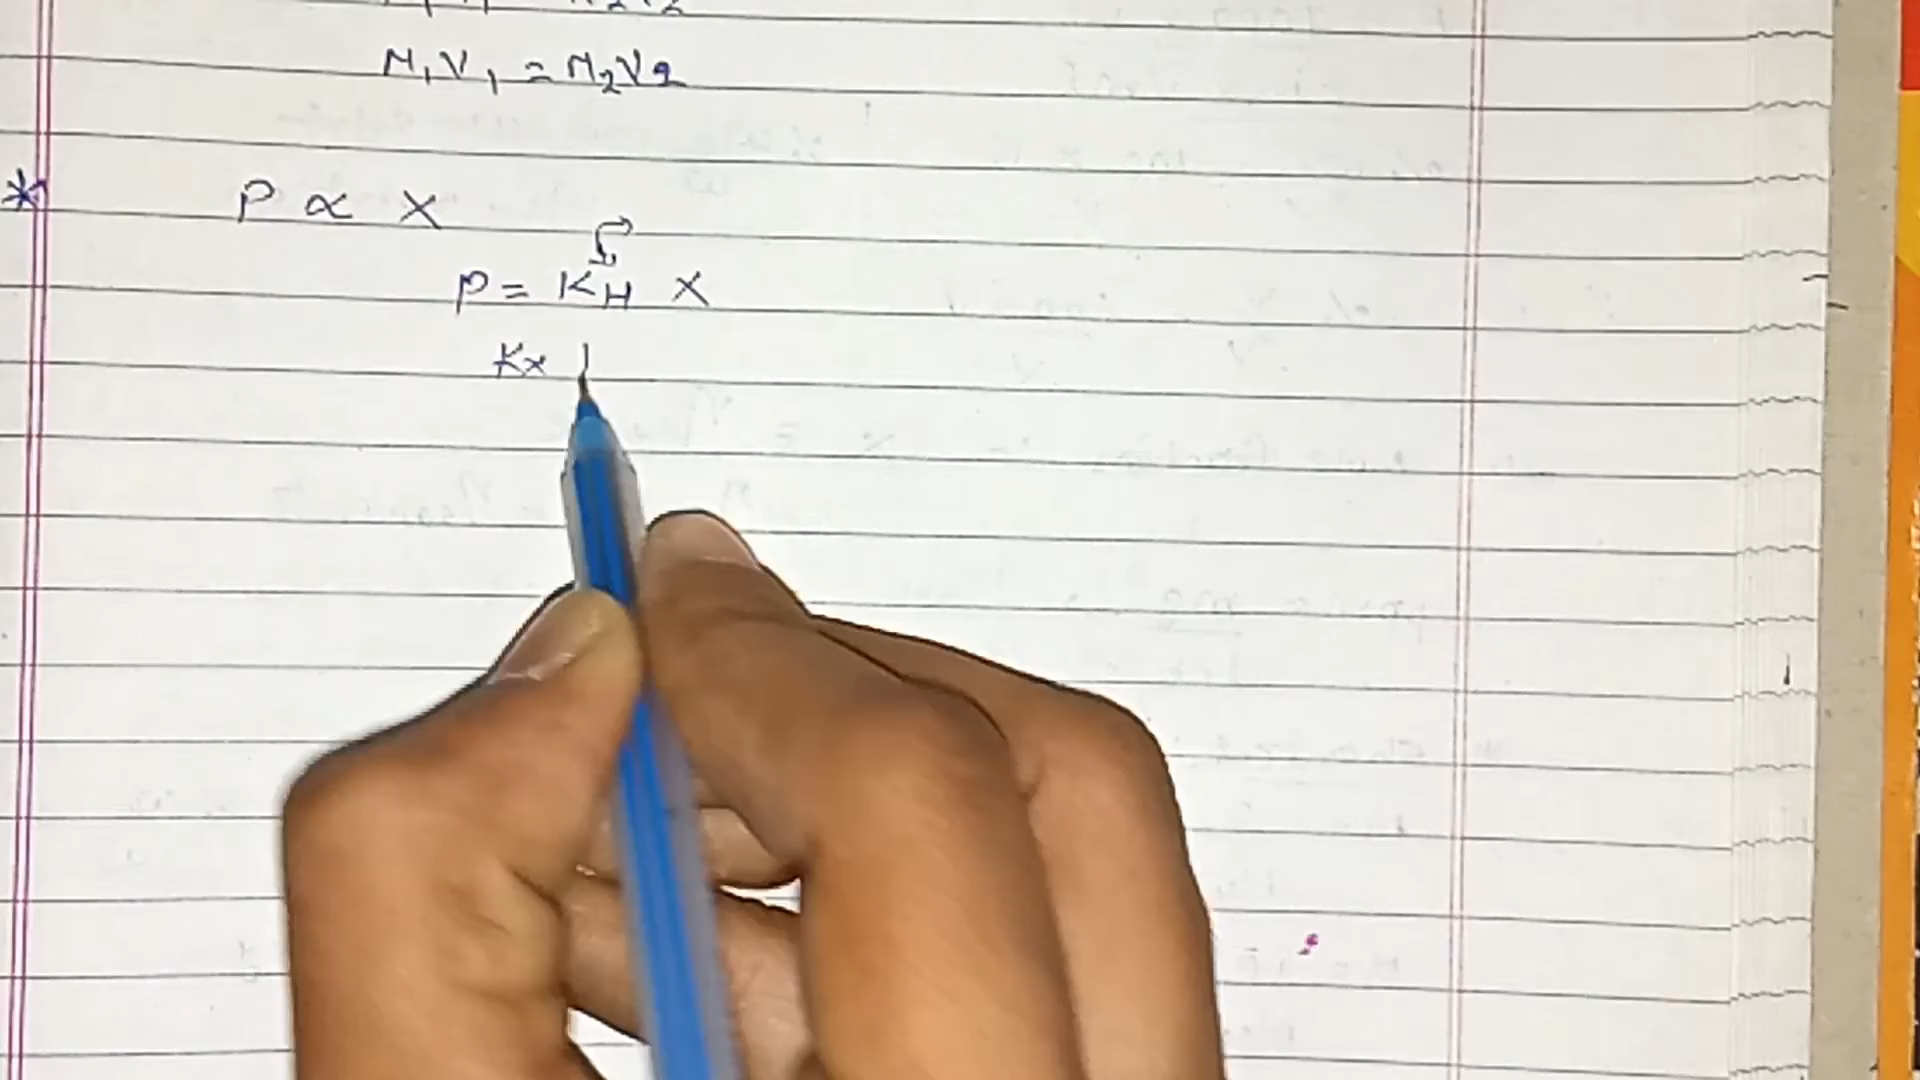 M₁V₁ = M₂V₂
* P ∝ X
P = K_H X
Kx